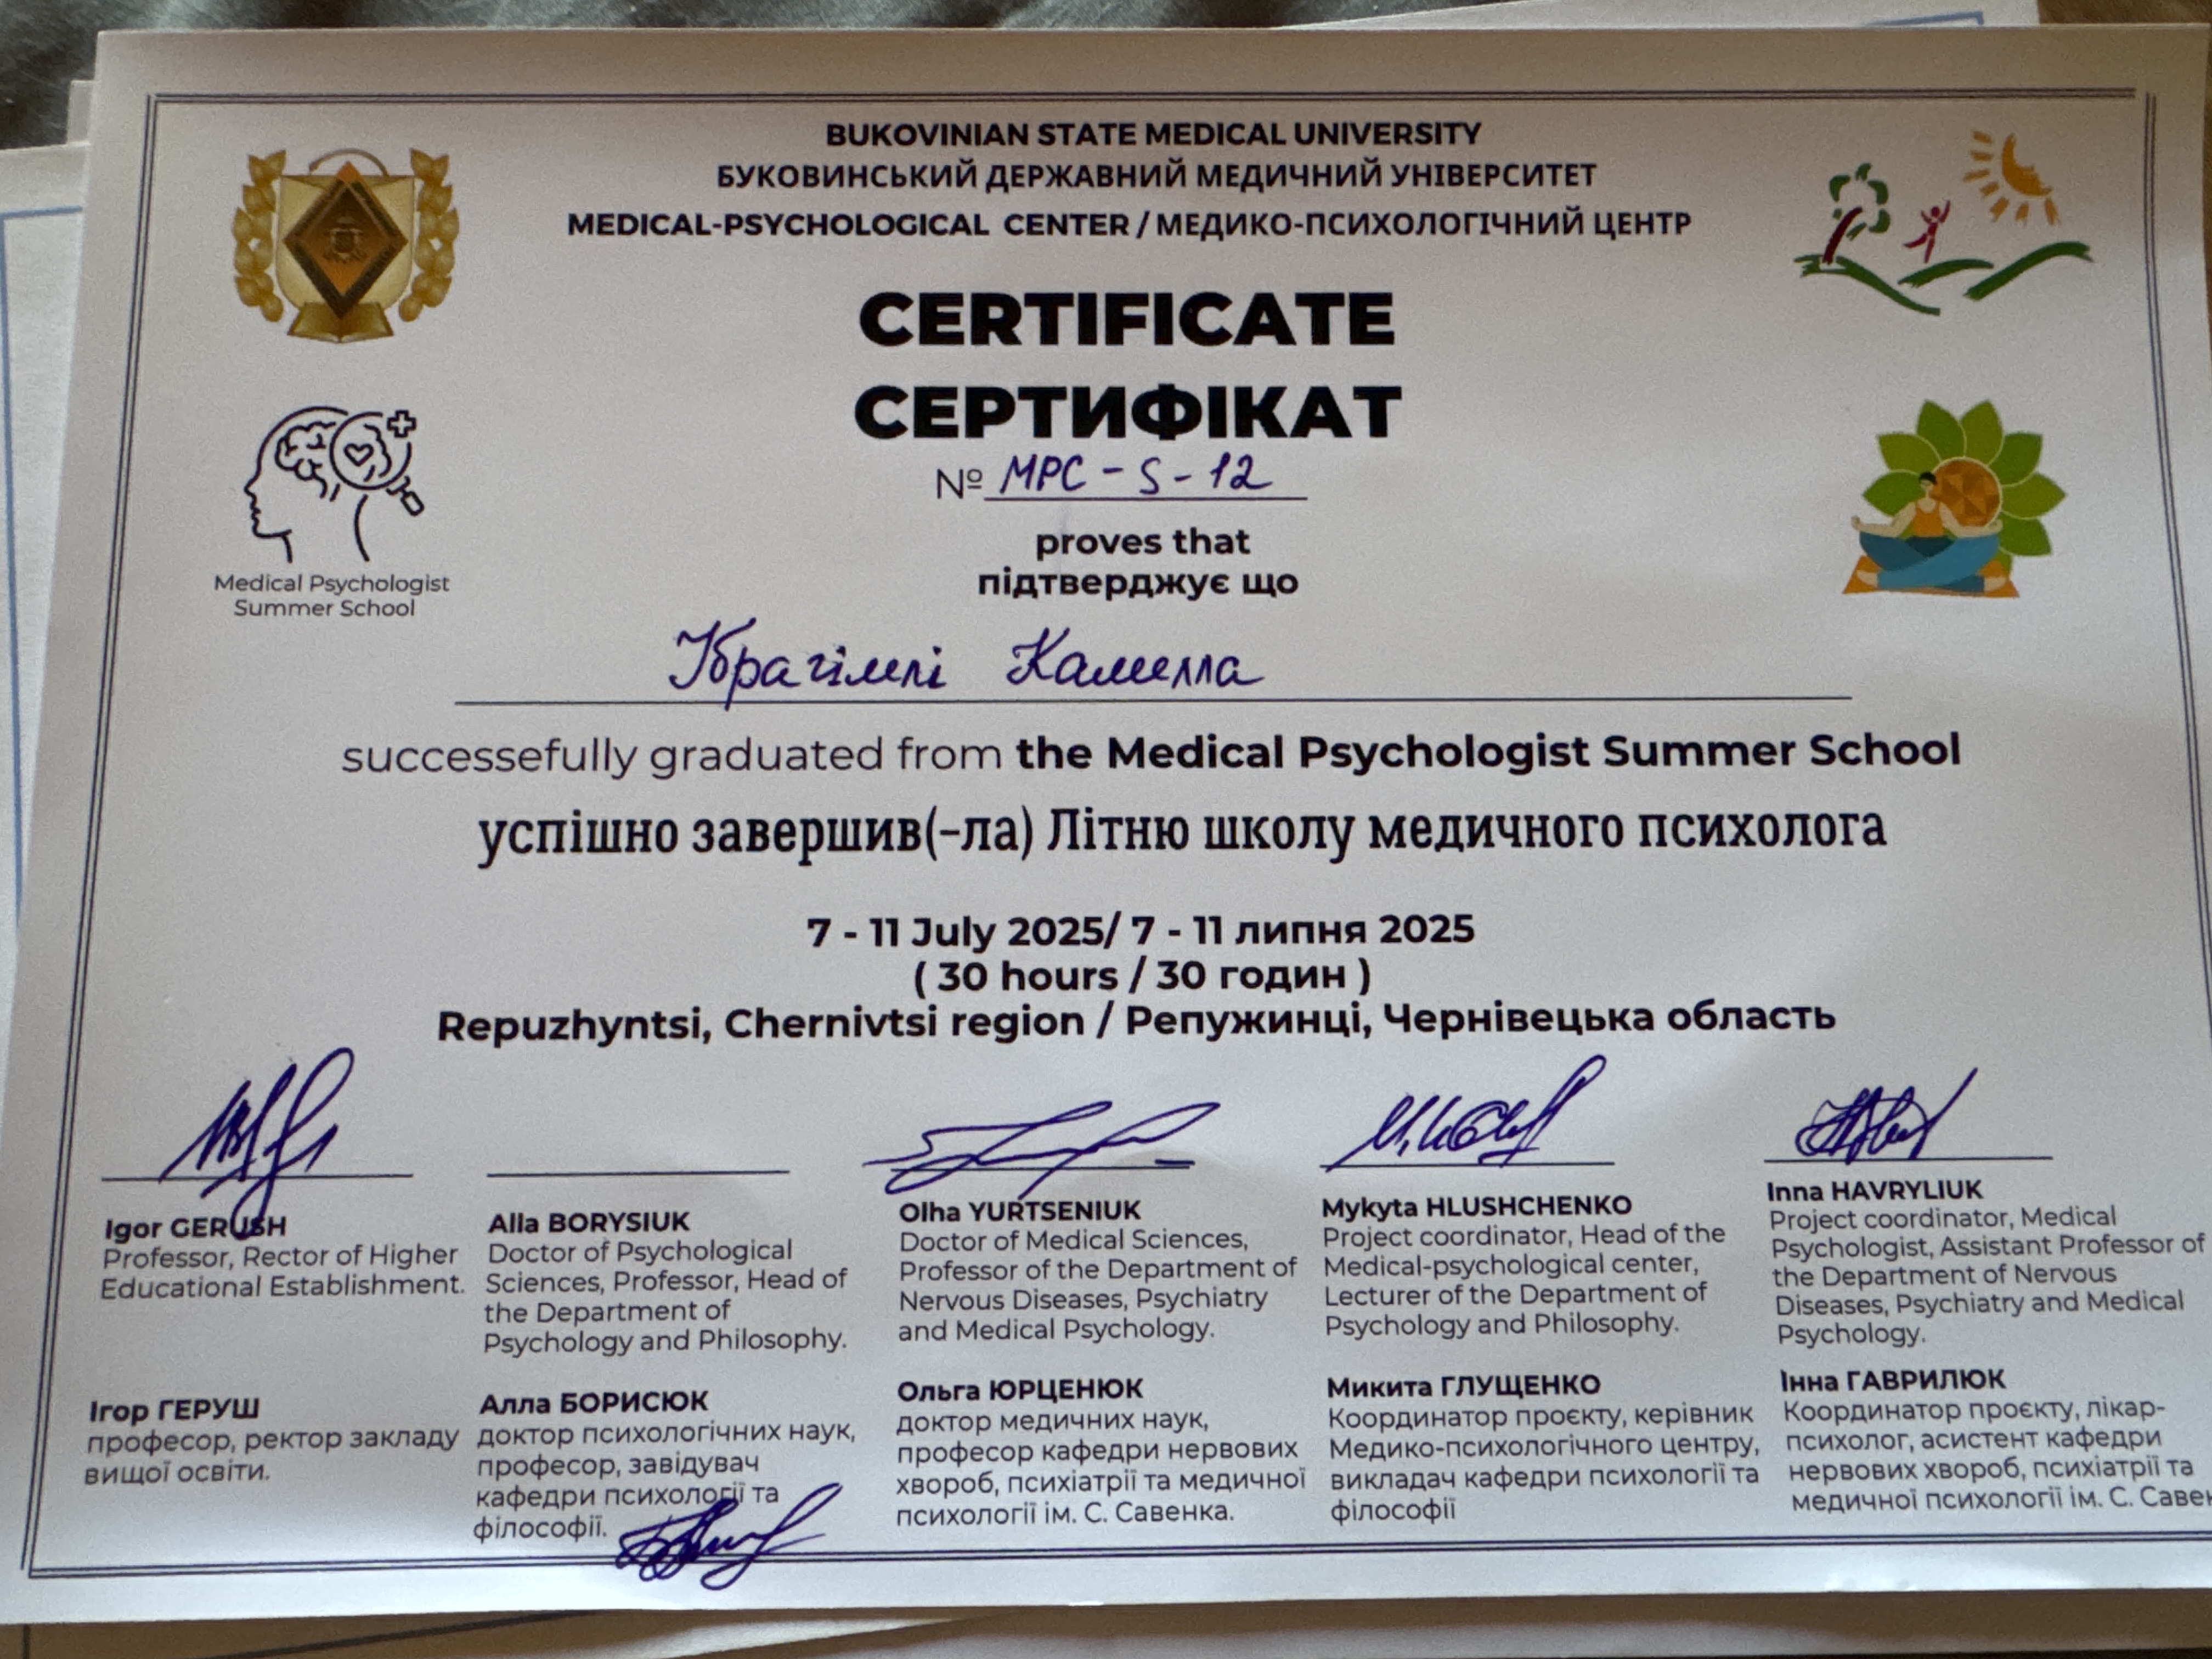 BUKOVINIAN STATE MEDICAL UNIVERSITY
БУКОВИНСЬКИЙ ДЕРЖАВНИЙ МЕДИЧНИЙ УНІВЕРСИТЕТ
MEDICAL-PSYCHOLOGICAL CENTER / МЕДИКО-ПСИХОЛОГІЧНИЙ ЦЕНТР
CERTIFICATE
СЕРТИФІКАТ
№ MPC - S - 12
Medical Psychologist
Summer School
proves that
підтверджує що
Ібрагімлі Камилла
successefully graduated from the Medical Psychologist Summer School
успішно завершив(-ла) Літню школу медичного психолога
7 - 11 July 2025/ 7 - 11 липня 2025
( 30 hours / 30 годин )
Repuzhyntsi, Chernivtsi region / Репужинці, Чернівецька область
Igor GERUSH
Professor, Rector of Higher
Educational Establishment.
Alla BORYSIUK
Doctor of Psychological
Sciences, Professor, Head of
the Department of
Psychology and Philosophy.
Olha YURTSENIUK
Doctor of Medical Sciences,
Professor of the Department of
Nervous Diseases, Psychiatry
and Medical Psychology.
Mykyta HLUSHCHENKO
Project coordinator, Head of the
Medical-psychological center,
Lecturer of the Department of
Psychology and Philosophy.
Inna HAVRYLIUK
Project coordinator, Medical
Psychologist, Assistant Professor of
the Department of Nervous
Diseases, Psychiatry and Medical
Psychology.
Ігор ГЕРУШ
професор, ректор закладу
вищої освіти.
Алла БОРИСЮК
доктор психологічних наук,
професор, завідувач
кафедри психології та
філософії.
Ольга ЮРЦЕНЮК
доктор медичних наук,
професор кафедри нервових
хвороб, психіатрії та медичної
психології ім. С. Савенка.
Микита ГЛУЩЕНКО
Координатор проєкту, керівник
Медико-психологічного центру,
викладач кафедри психології та
філософії
Інна ГАВРИЛЮК
Координатор проєкту, лікар-
психолог, асистент кафедри
нервових хвороб, психіатрії та
медичної психології ім. С. Савен